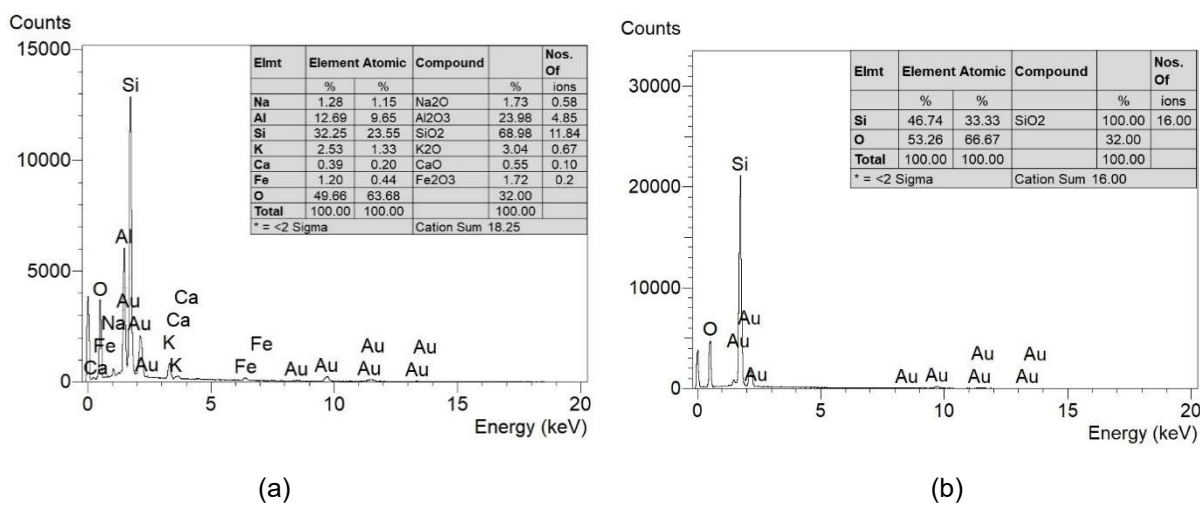 Counts
15000
10000
5000
0
Elmt Element Atomic Compound Nos. Of
% % % ions
Na 1.28 1.15 Na2O 1.73 0.58
Al 12.69 9.65 Al2O3 23.98 4.85
Si 32.25 23.55 SiO2 68.98 11.84
K 2.53 1.33 K2O 3.04 0.67
Ca 0.39 0.20 CaO 0.55 0.10
Fe 1.20 0.44 Fe2O3 1.72 0.2
O 49.66 63.68 32.00
Total 100.00 100.00 100.00
* = <2 Sigma Cation Sum 18.25
Si
Al
O
Au
Ca
Na Au
Ca
Fe
K
Fe
Au
Au
Ca
Au
K
Fe
Au
Au
Au
Au
0 5 10 15 20
Energy (keV)
(a)
Counts
30000
20000
10000
0
Elmt Element Atomic Compound Nos. Of
% % % ions
Si 46.74 33.33 SiO2 100.00 16.00
O 53.26 66.67 32.00
Total 100.00 100.00 100.00
* = <2 Sigma Cation Sum 16.00
Si
Au
O
Au
Au
Au
Au
Au
Au
Au
Au
0 5 10 15 20
Energy (keV)
(b)